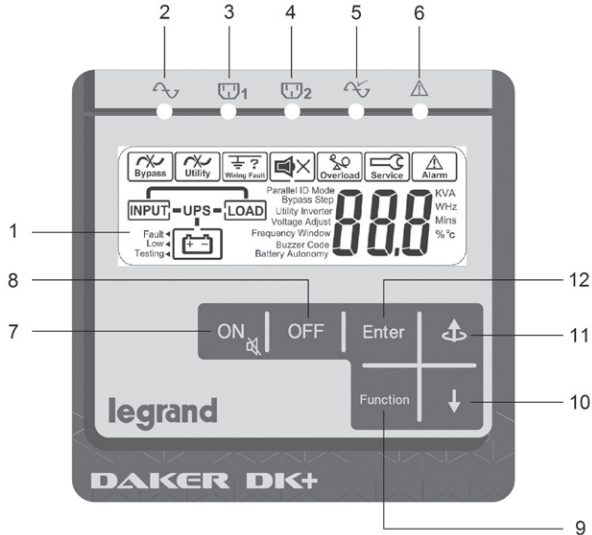 2 3 4 5 6
1 2
Bypass Utility Wiring Fault Overload Service Alarm
Parallel ID Mode
Bypass Step
Utility Inverter
Voltage Adjust
Frequency Window
Buzzer Code
Battery Autonomy
INPUT UPS LOAD
Fault
Low
Testing
88.8
KVA
WHz
Mins
%°C
1
8
7
ON OFF Enter
Function
12
11
10
9
legrand
DAKER DK+